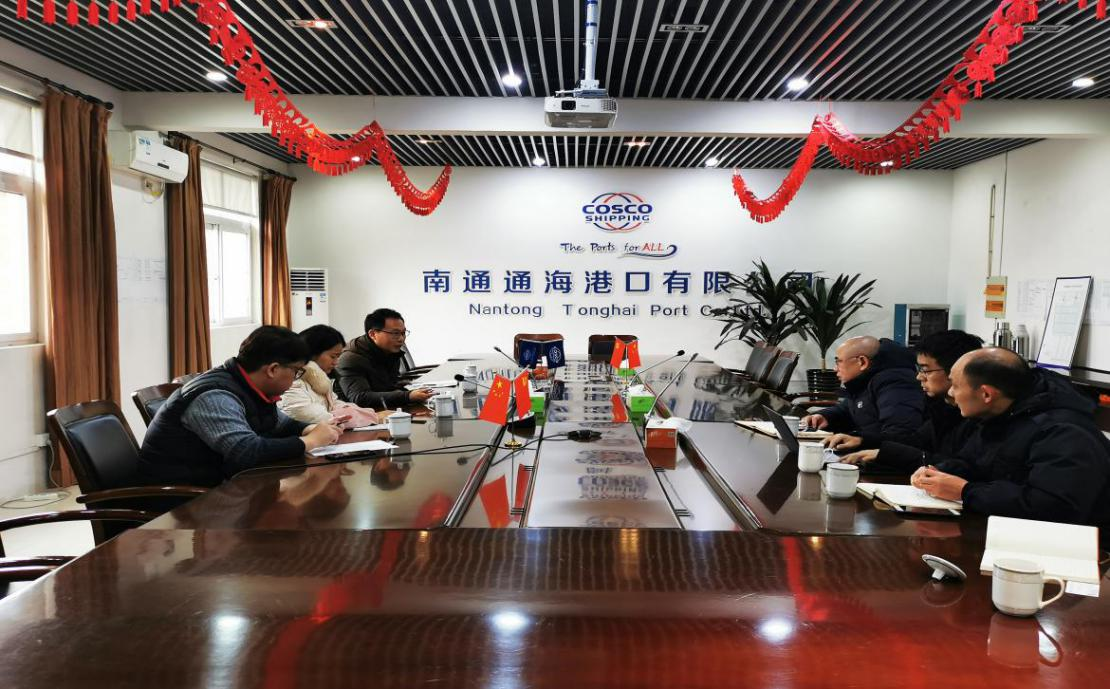 COSCO
SHIPPING
The Ports for ALL
南通通海港口有限
Nantong Tonghai Port